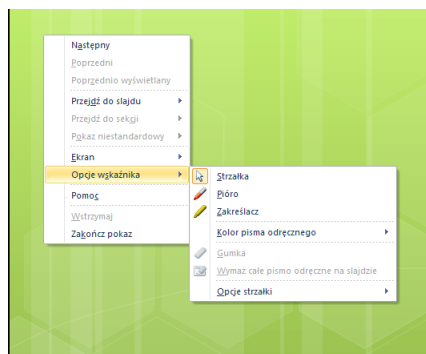 Następny
Poprzedni
Poprzednio wyświetlany
Przejdź do slajdu
Przejdź do sekcji
Pokaz niestandardowy
Ekran
Opcje wskaźnika
Pomoc
Wstrzymaj
Zakończ pokaz
Strzałka
Pióro
Zakreślacz
Kolor pisma odręcznego
Gumka
Wymaż całe pismo odręczne na slajdzie
Opcje strzałki